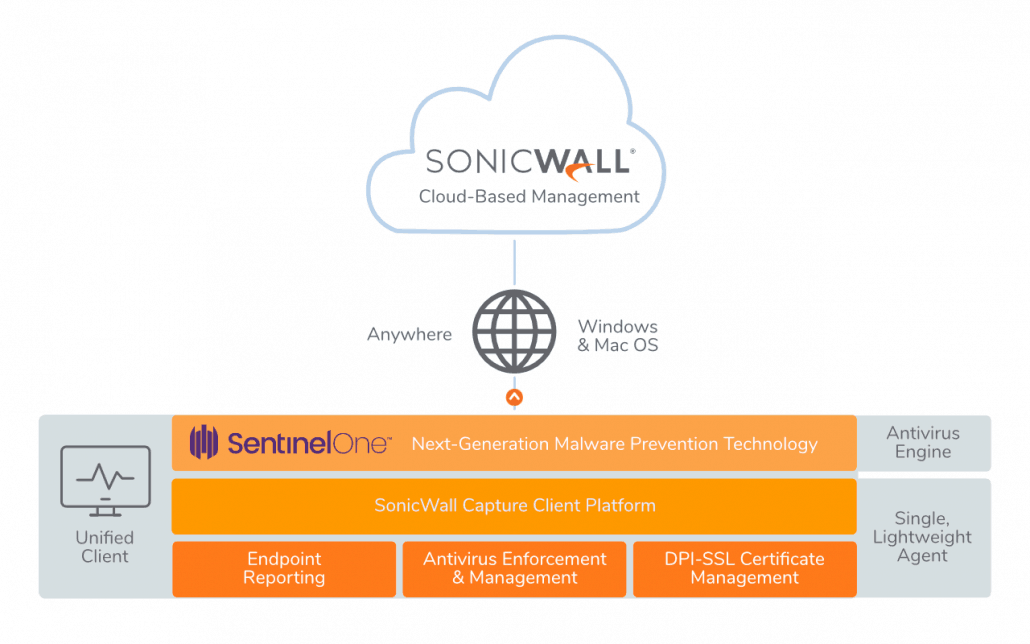 SONICWALL®
Cloud-Based Management
Anywhere
Windows
& Mac OS
SentinelOne™ Next-Generation Malware Prevention Technology
Antivirus
Engine
Unified
Client
SonicWall Capture Client Platform
Single,
Lightweight
Agent
Endpoint
Reporting
Antivirus Enforcement
& Management
DPI-SSL Certificate
Management